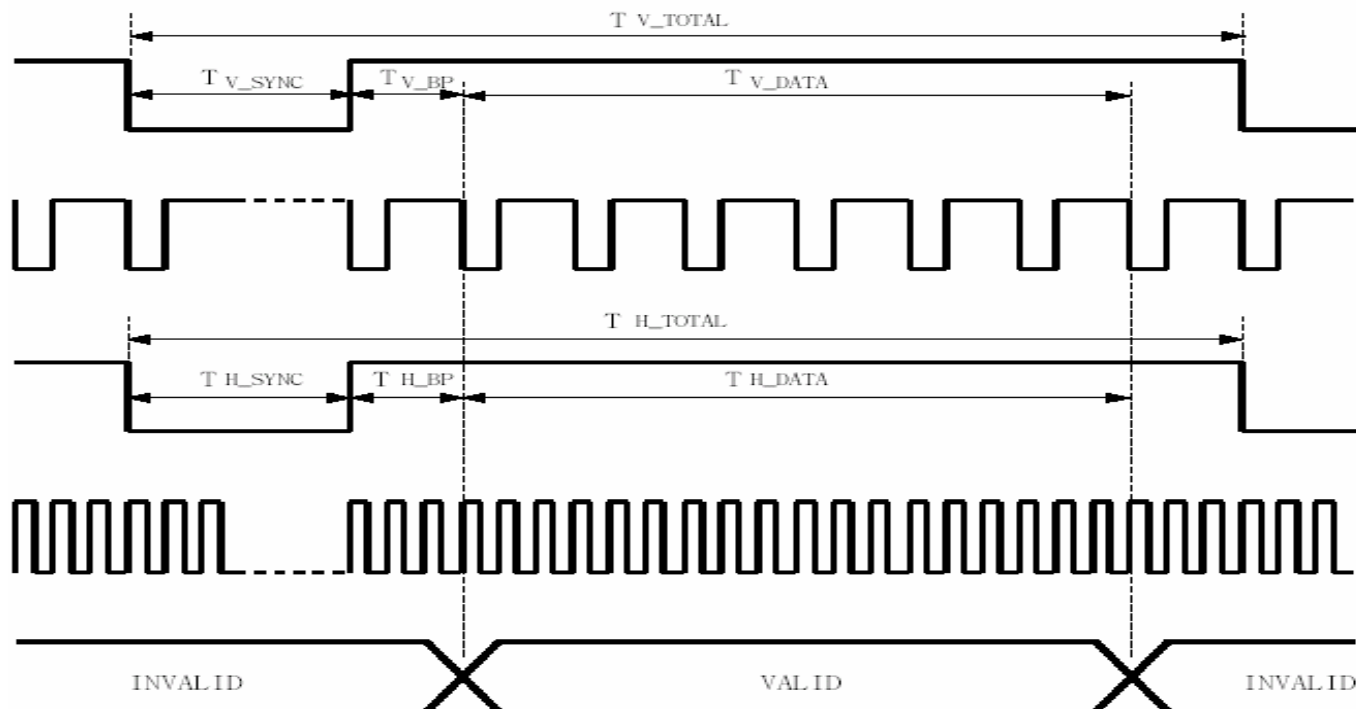 T V_TOTAL
T V_SYNC
T V_BP
T V_DATA
T H_TOTAL
T H_SYNC
T H_BP
T H_DATA
INVALID
VALID
INVALID